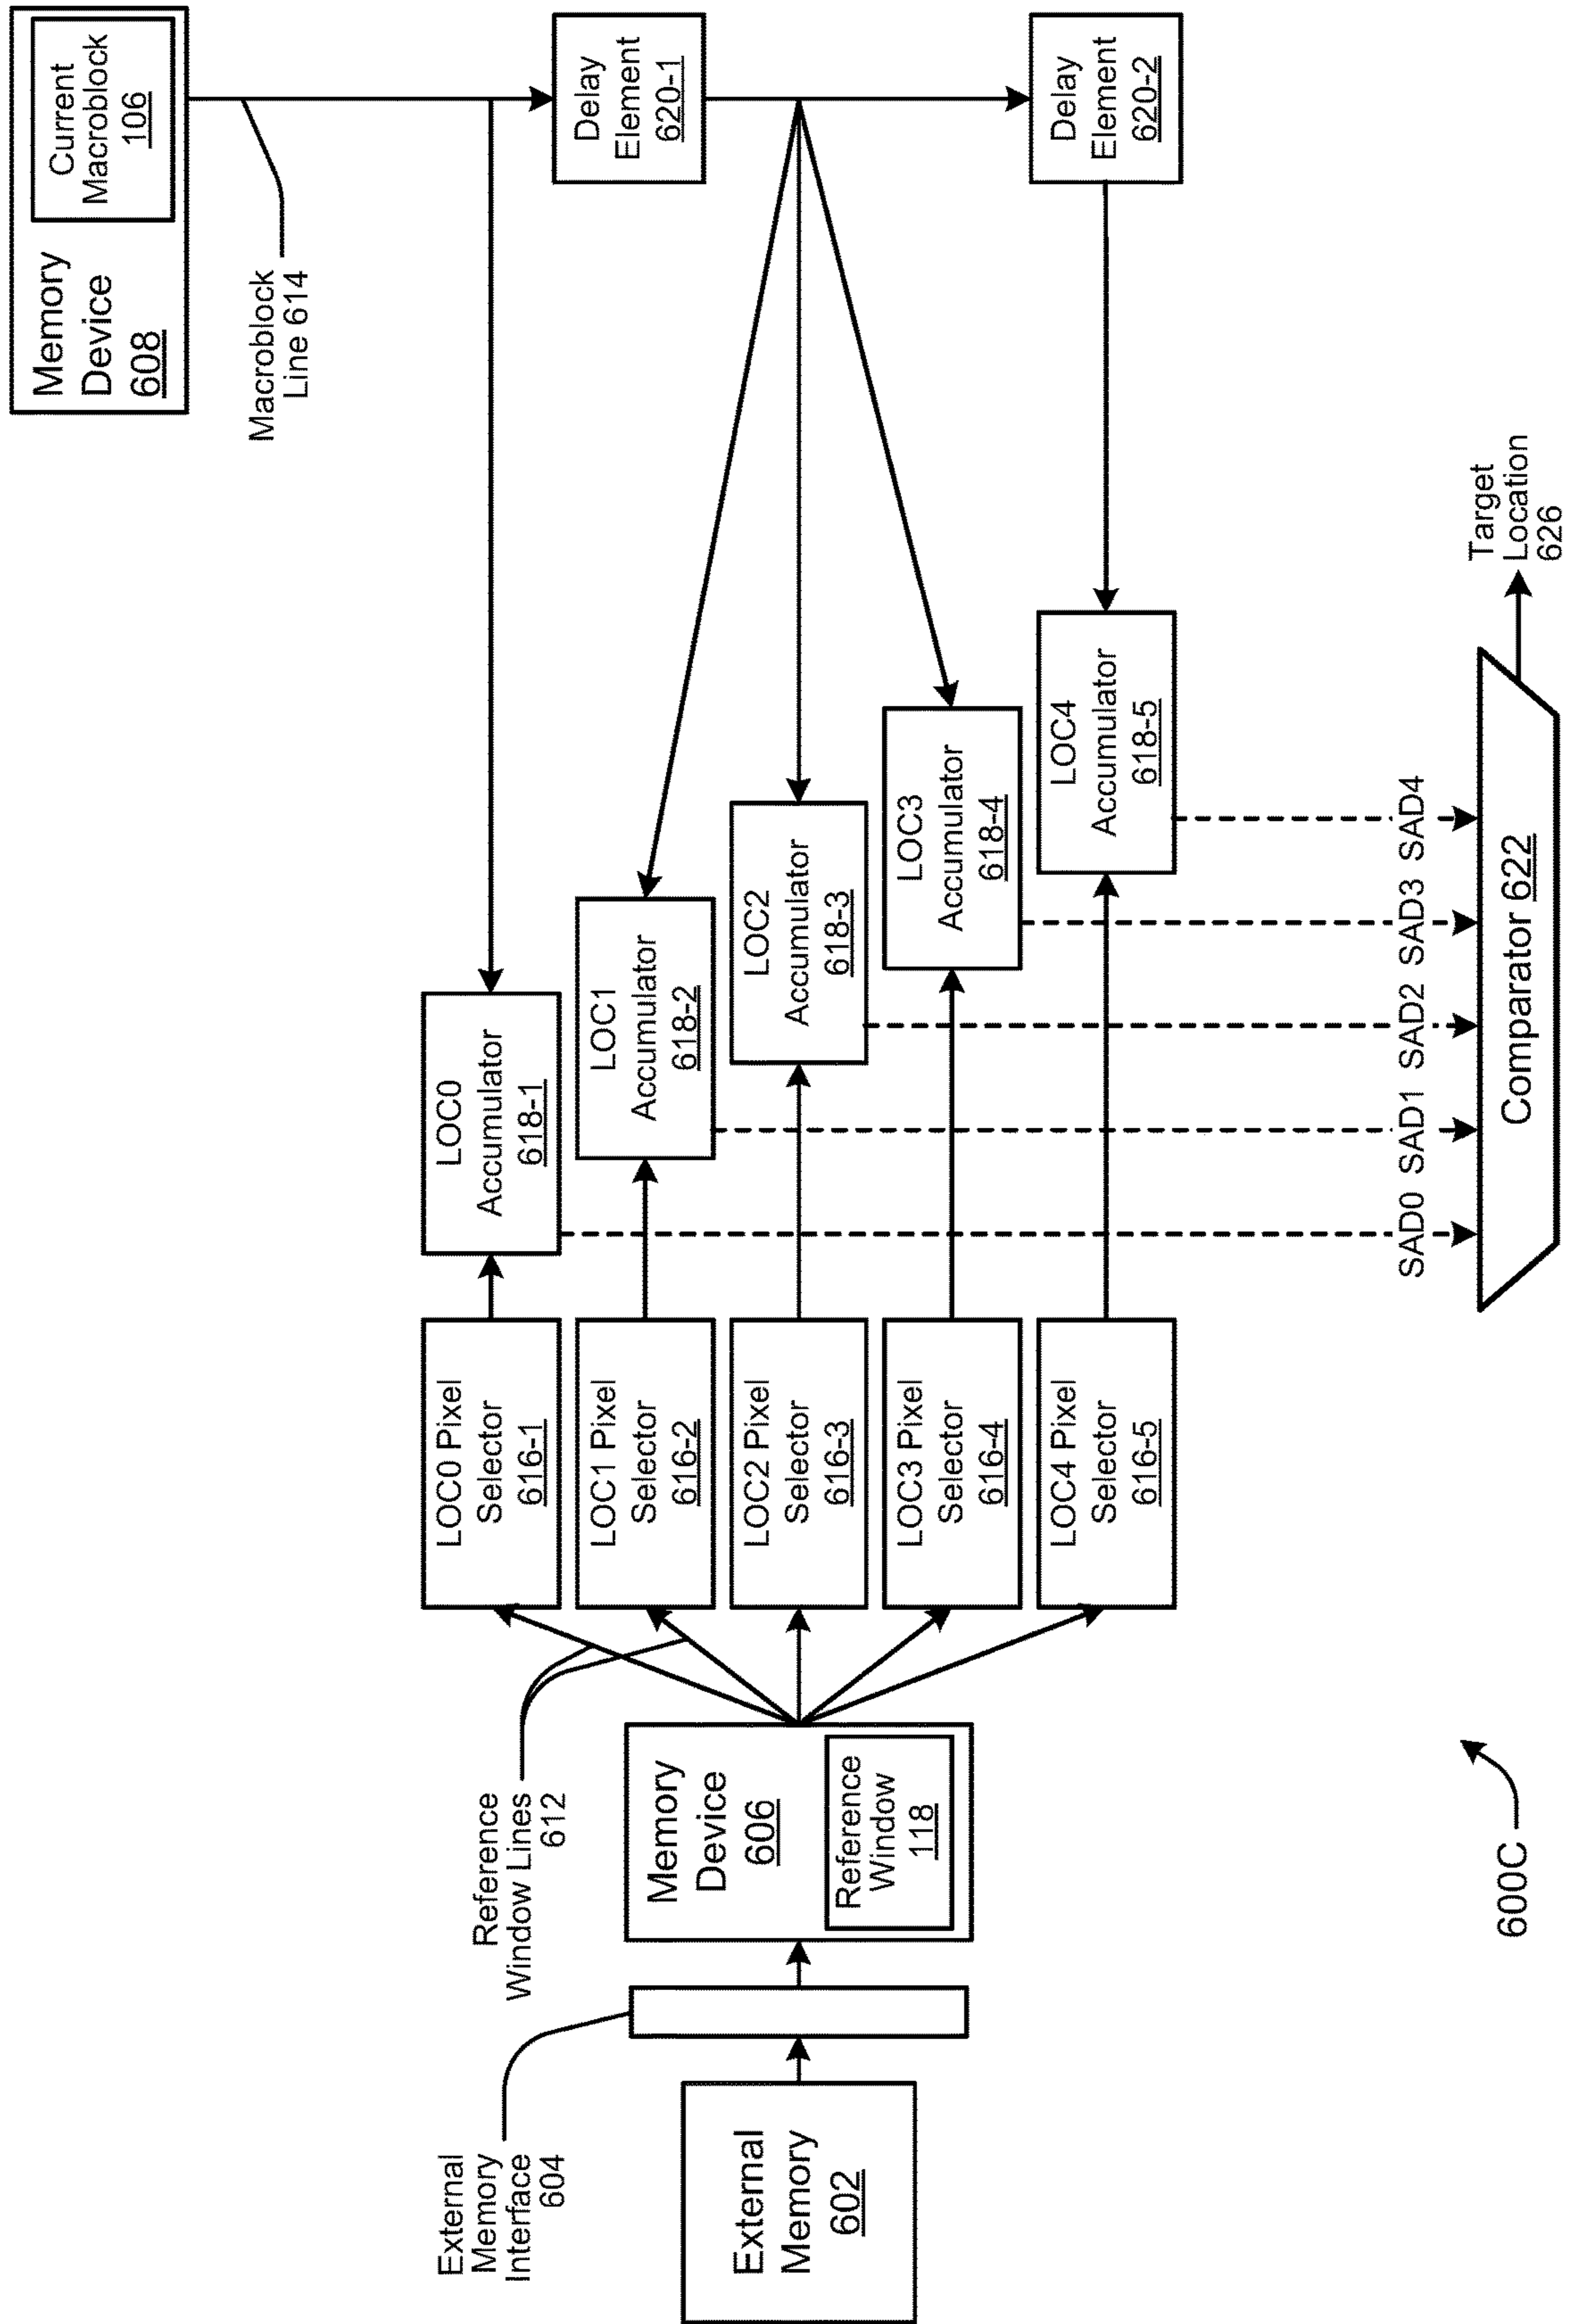 External
Memory
602
External
Memory
Interface
604
Memory
Device
606
Reference
Window
118
Reference
Window Lines
612
LOC0 Pixel
Selector
616-1
LOC1 Pixel
Selector
616-2
LOC2 Pixel
Selector
616-3
LOC3 Pixel
Selector
616-4
LOC4 Pixel
Selector
616-5
LOC0
Accumulator
618-1
LOC1
Accumulator
618-2
LOC2
Accumulator
618-3
LOC3
Accumulator
618-4
LOC4
Accumulator
618-5
Memory
Device
608
Current
Macroblock
106
Macroblock
Line 614
Delay
Element
620-1
Delay
Element
620-2
SAD0
SAD1
SAD2
SAD3
SAD4
Comparator 622
Target
Location
626
600C